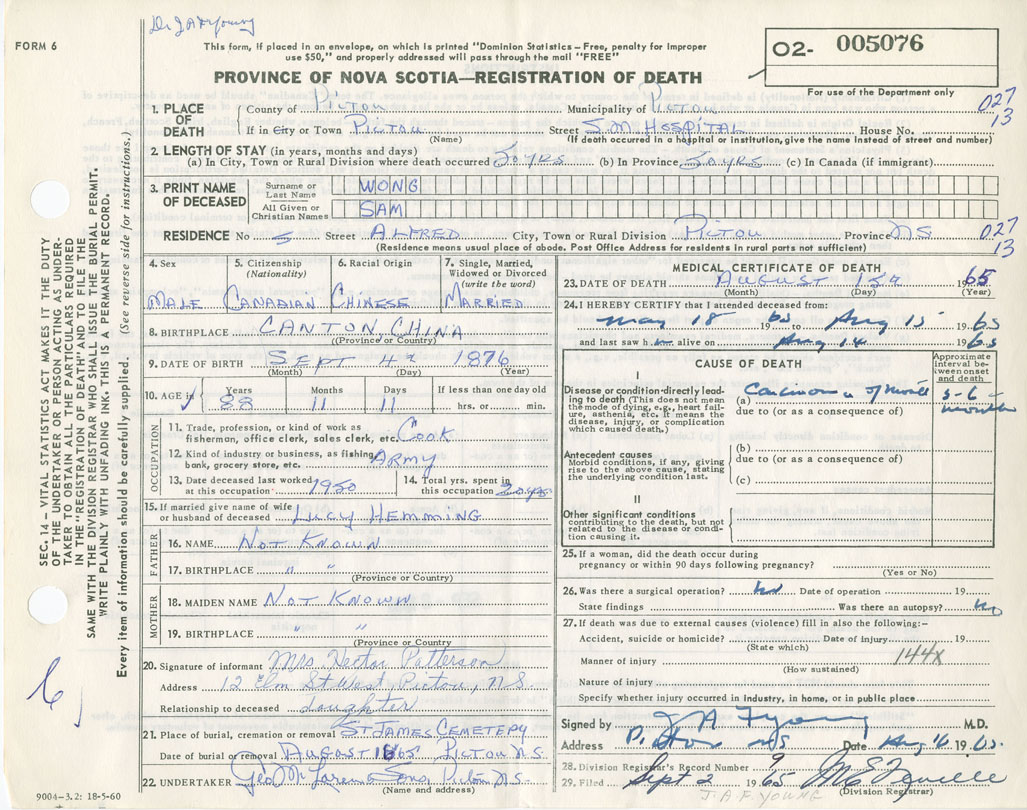 Dr J A F Young
FORM 6
This form, if placed in an envelope, on which is printed "Dominion Statistics – Free, penalty for improper
use $50," and properly addressed will pass through the mail "FREE"
PROVINCE OF NOVA SCOTIA—REGISTRATION OF DEATH
02- 005076
For use of the Department only
027
13
1. PLACE OF DEATH
County of Pictou Municipality of Pictou
If in City or Town Pictou Street S.M. Hospital House No.
(Name) (If death occurred in a hospital or institution, give the name instead of street and number)
2. LENGTH OF STAY (in years, months and days)
(a) In City, Town or Rural Division where death occurred 50 yrs (b) In Province 50 yrs (c) In Canada (if immigrant)
3. PRINT NAME OF DECEASED
Surname or Last Name WONG
All Given or Christian Names SAM
RESIDENCE No 5 Street Alfred City, Town or Rural Division Pictou Province NS
027
13
(Residence means usual place of abode. Post Office Address for residents in rural parts not sufficient)
4. Sex 5. Citizenship (Nationality) 6. Racial Origin 7. Single, Married, Widowed or Divorced (write the word)
Male Canadian Chinese Married
8. BIRTHPLACE Canton China
(Province or Country)
9. DATE OF BIRTH Sept 4th 1876
(Month) (Day) (Year)
10. AGE in Years Months Days If less than one day old
88 11 11 hrs. or min.
OCCUPATION
11. Trade, profession, or kind of work as
fisherman, office clerk, sales clerk, etc. Cook
12. Kind of industry or business, as fishing,
bank, grocery store, etc. Army
13. Date deceased last worked
at this occupation 1950
14. Total yrs. spent in
this occupation 20 yrs
15. If married give name of wife
or husband of deceased Lucy Hemming
FATHER
16. NAME Not Known
17. BIRTHPLACE " "
(Province or Country)
MOTHER
18. MAIDEN NAME Not Known
19. BIRTHPLACE " "
(Province or Country)
20. Signature of informant Mrs. Hector Patterson
Address 12 Elm St West Pictou, N.S.
Relationship to deceased daughter
21. Place of burial, cremation or removal St James Cemetery
Date of burial or removal August 18 65 Pictou N.S.
22. UNDERTAKER Geo McLaren & Sons, Pictou N.S.
(Name and address)
9004-3.2: 18-5-60
MEDICAL CERTIFICATE OF DEATH
23. DATE OF DEATH August 15th 1965
(Month) (Day) (Year)
24. I HEREBY CERTIFY that I attended deceased from:
May 18 1965 to Aug 15 1965
and last saw him alive on Aug 14 1965
CAUSE OF DEATH
Approximate interval between onset and death
I
Disease or condition directly leading to death (This does not mean the mode of dying, e.g., heart failure, asthenia, etc. It means the disease, injury, or complication which caused death.)
(a) Carcinoma of 5-6 months
due to (or as a consequence of)
Antecedent causes
Morbid conditions, if any, giving rise to the above cause, stating the underlying condition last.
(b)
due to (or as a consequence of)
(c)
II
Other significant conditions
contributing to the death, but not related to the disease or condition causing it.
25. If a woman, did the death occur during
pregnancy or within 90 days following pregnancy?
(Yes or No)
26. Was there a surgical operation? No Date of operation 19
State findings Was there an autopsy? No
27. If death was due to external causes (violence) fill in also the following:–
Accident, suicide or homicide? Date of injury 19
(State which)
Manner of injury 144X
(How sustained)
Nature of injury
Specify whether injury occurred in industry, in home, or in public place
Signed by J A F Young M.D.
Address Pictou NS Date Aug 16 1965
28. Division Registrar's Record Number 9
29. Filed Sept 2 1965
(Division Registrar)
J.A.F. YOUNG
SEC. 14 – VITAL STATISTICS ACT MAKES IT THE DUTY
OF THE UNDERTAKER OR PERSON ACTING AS UNDER-
TAKER TO OBTAIN ALL THE PARTICULARS REQUIRED
IN THE "REGISTRATION OF DEATH" AND TO FILE THE
SAME WITH THE DIVISION REGISTRAR WHO SHALL ISSUE THE BURIAL PERMIT.
WRITE PLAINLY WITH UNFADING INK. THIS IS A PERMANENT RECORD.
Every item of information should be carefully supplied. (See reverse side for instructions.)